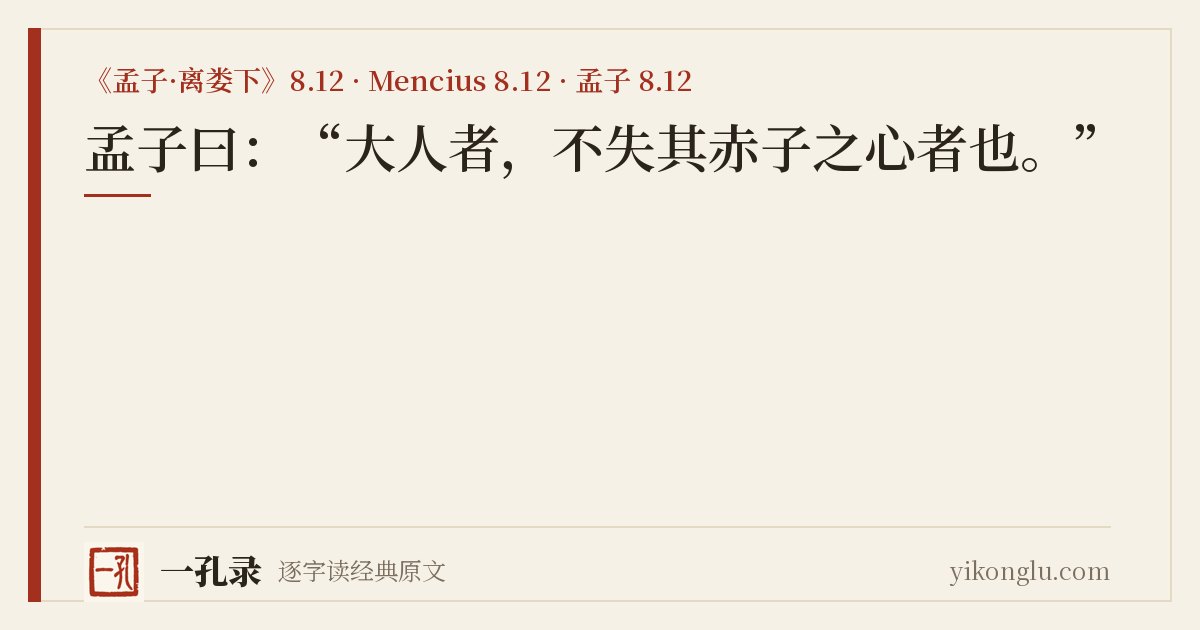 《孟子·离娄下》8.12 · Mencius 8.12 · 孟子 8.12
孟子曰：“大人者，不失其赤子之心者也。”
一孔
一孔录 逐字读经典原文 yikonglu.com